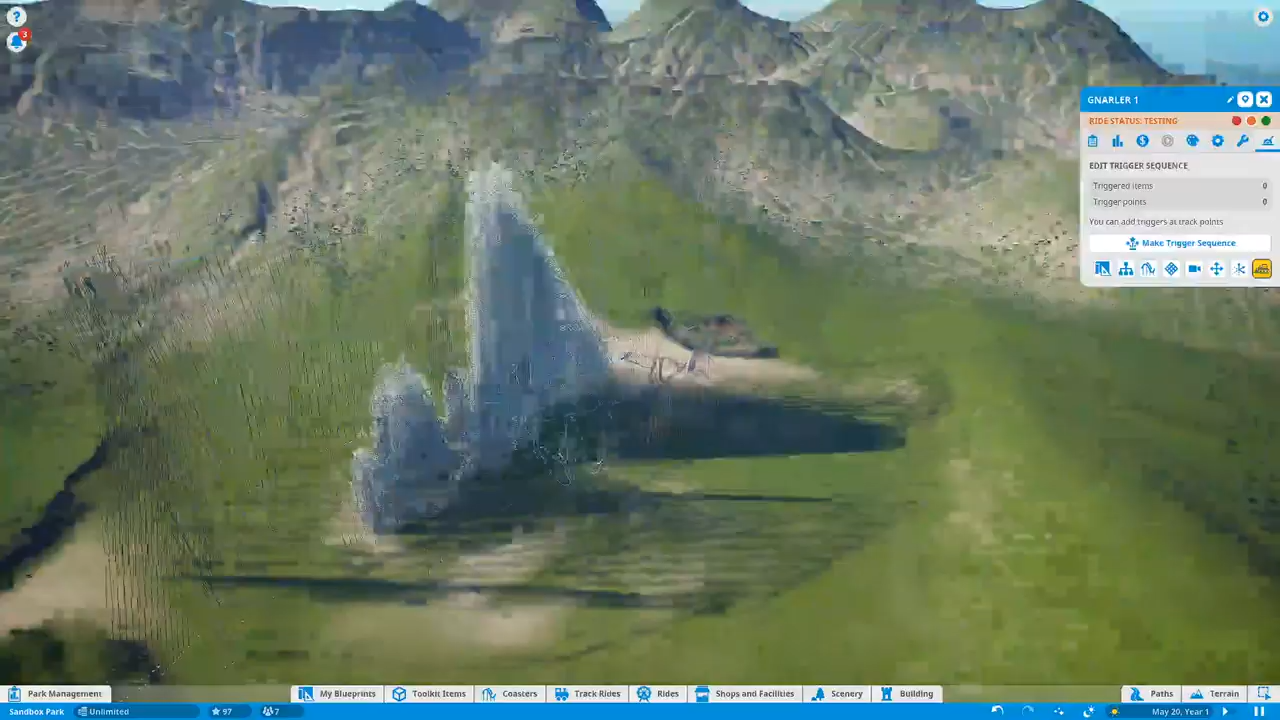 ?
3
GNARLER 1
RIDE STATUS: TESTING
EDIT TRIGGER SEQUENCE
Triggered items 0
Trigger points 0
You can add triggers at track points
Make Trigger Sequence
Park Management
My Blueprints
Toolkit Items
Coasters
Track Rides
Rides
Shops and Facilities
Scenery
Building
Paths
Terrain
Sandbox Park
Unlimited
97
7
May 20, Year 1